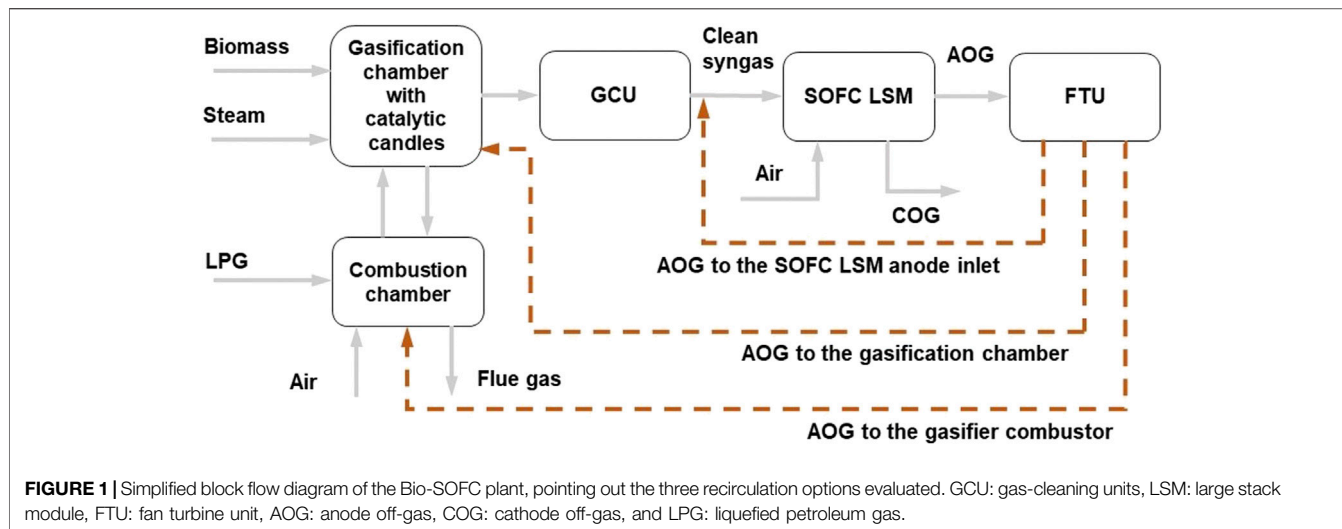 Biomass
Steam
Gasification
chamber
with
catalytic
candles
GCU
Clean
syngas
SOFC LSM
AOG
FTU
Air
COG
AOG to the SOFC LSM anode inlet
LPG
Combustion
chamber
AOG to the gasification chamber
Air
Flue gas
AOG to the gasifier combustor
FIGURE 1 | Simplified block flow diagram of the Bio-SOFC plant, pointing out the three recirculation options evaluated. GCU: gas-cleaning units, LSM: large stack
module, FTU: fan turbine unit, AOG: anode off-gas, COG: cathode off-gas, and LPG: liquefied petroleum gas.